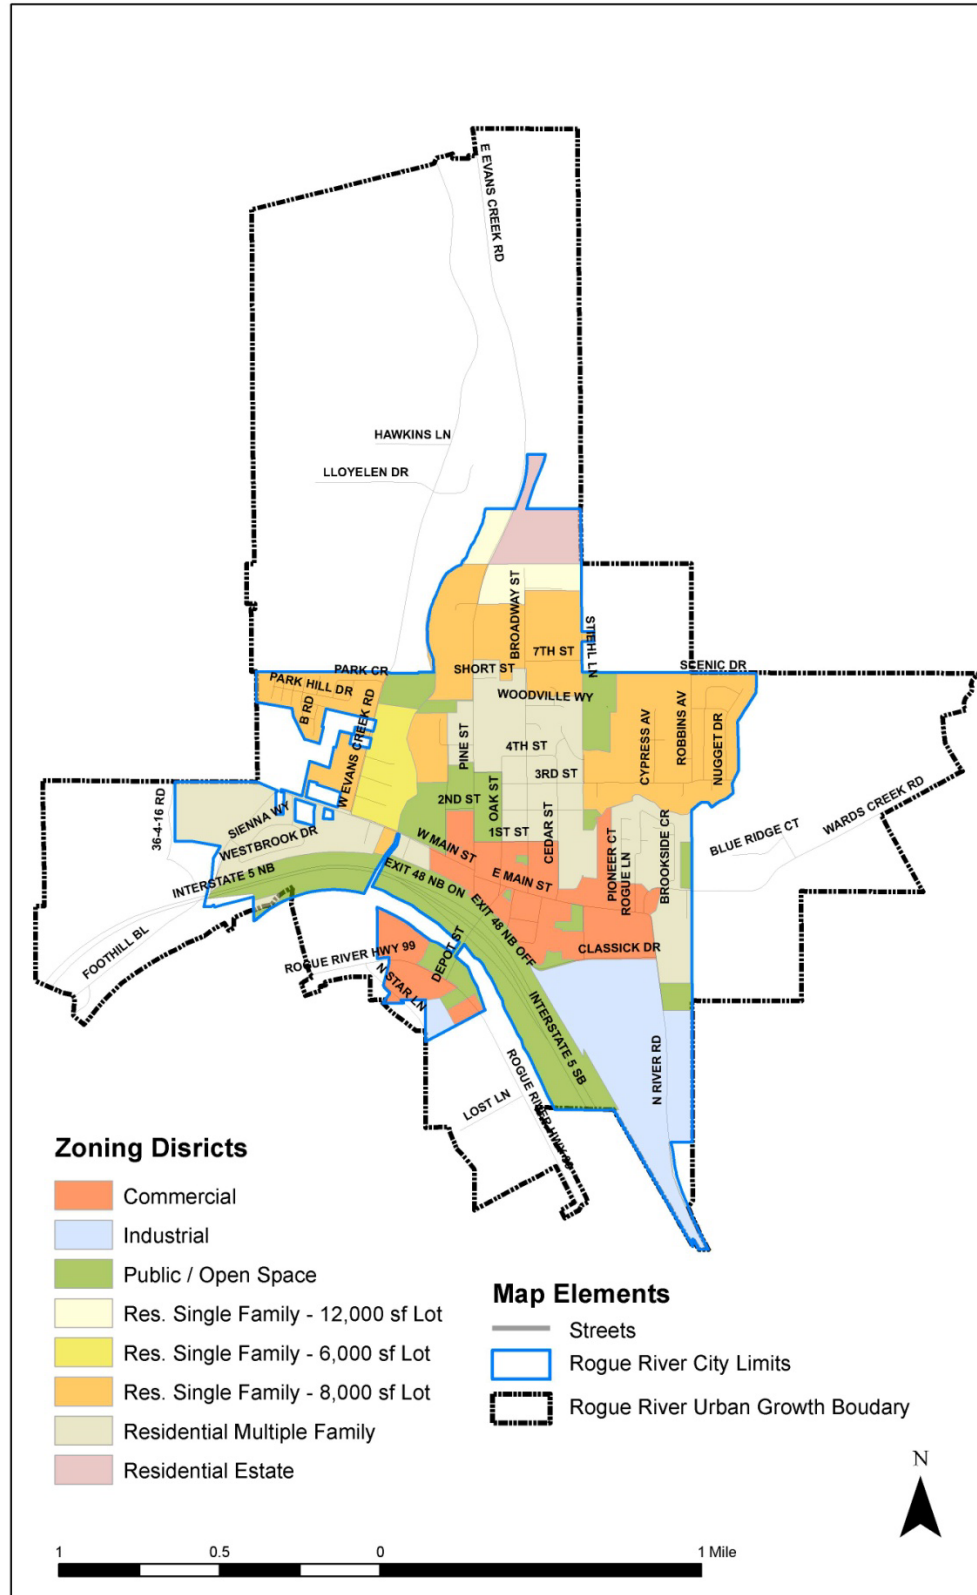 E EVANS CREEK RD
HAWKINS LN
LLOYELEN DR
BROADWAY ST
STIEHL LN
7TH ST
SHORT ST
SCENIC DR
PARK CR
PARK HILL DR
WOODVILLE WY
B RD
W EVANS CREEK RD
PINE ST
4TH ST
CYPRESS AV
ROBBINS AV
NUGGET DR
3RD ST
2ND ST
OAK ST
36-4-16 RD
SIENNA WY
WESTBROOK DR
W MAIN ST
1ST ST
CEDAR ST
PIONEER CT
ROGUE LN
BROOKSIDE CR
BLUE RIDGE CT
WARDS CREEK RD
INTERSTATE 5 NB
EXIT 48 NB ON
E MAIN ST
EXIT 48 NB OFF
FOOTHILL BL
ROGUE RIVER HWY 99
N STAR LN
DEPOT ST
CLASSICK DR
INTERSTATE 5 SB
N RIVER RD
LOST LN
ROGUE RIVER HWY 99
Zoning Disricts
Commercial
Industrial
Public / Open Space
Res. Single Family - 12,000 sf Lot
Res. Single Family - 6,000 sf Lot
Res. Single Family - 8,000 sf Lot
Residential Multiple Family
Residential Estate
Map Elements
Streets
Rogue River City Limits
Rogue River Urban Growth Boudary
N
1 0.5 0 1 Mile